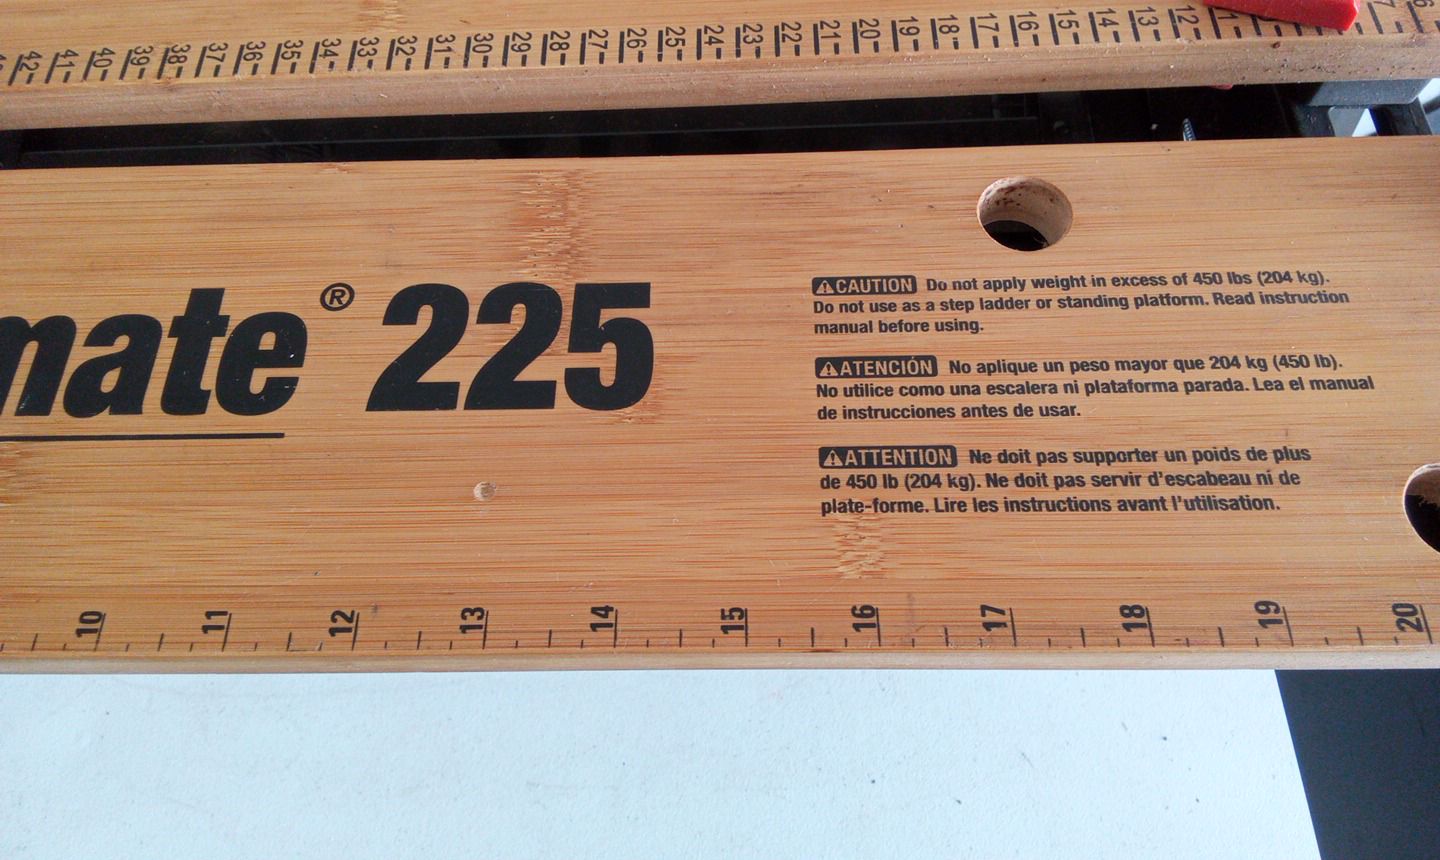 42 41 40 39 38 37 36 35 34 33 32 31 30 29 28 27 26 25 24 23 22 21 20 19 18 17 16 15 14 13 12 11
mate® 225
CAUTION Do not apply weight in excess of 450 lbs (204 kg).
Do not use as a step ladder or standing platform. Read instruction
manual before using.
ATENCIÓN No aplique un peso mayor que 204 kg (450 lb).
No utilice como una escalera ni plataforma parada. Lea el manual
de instrucciones antes de usar.
ATTENTION Ne doit pas supporter un poids de plus
de 450 lb (204 kg). Ne doit pas servir d'escabeau ni de
plate-forme. Lire les instructions avant l'utilisation.
10 11 12 13 14 15 16 17 18 19 20